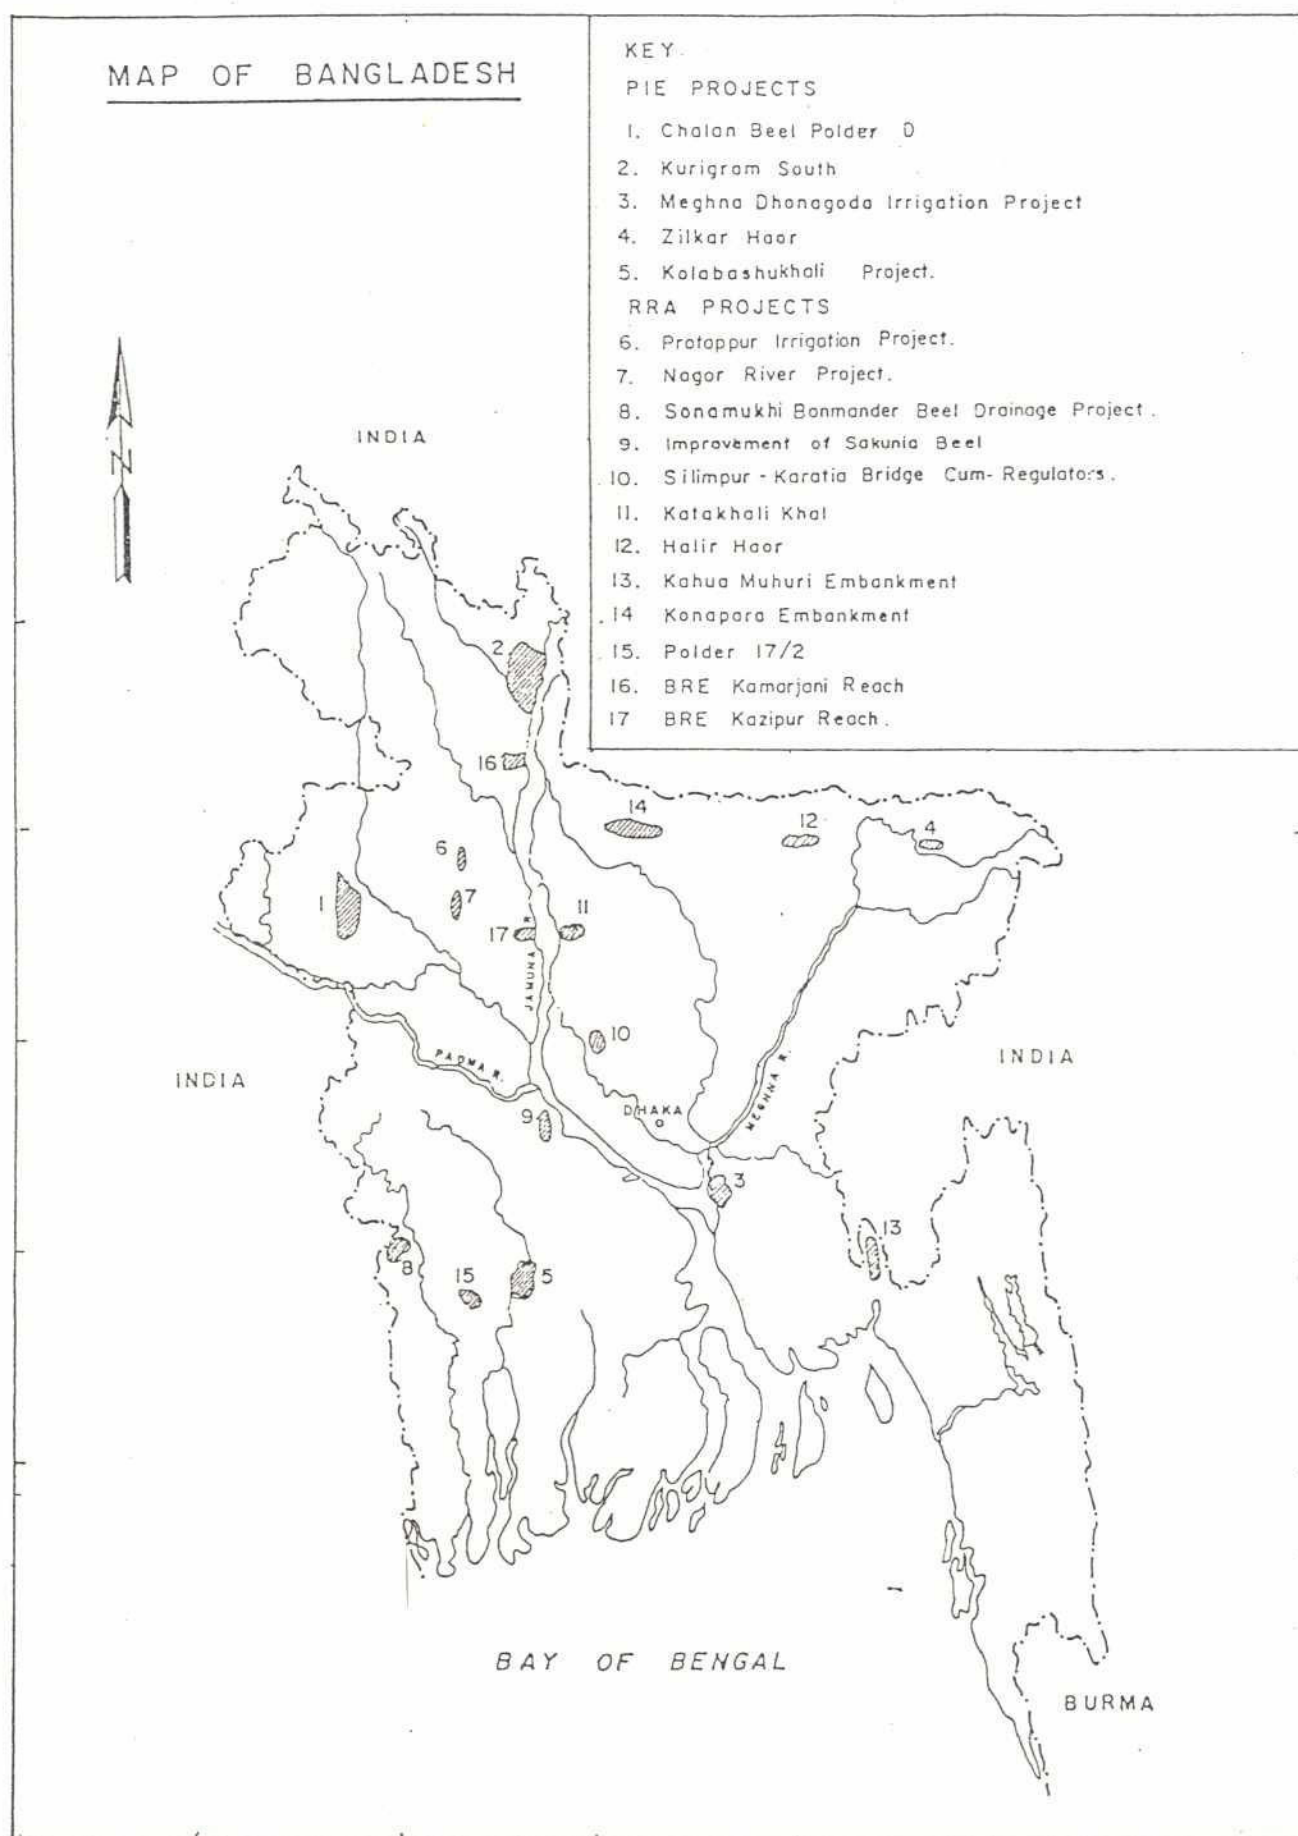 MAP OF BANGLADESH
KEY.
PIE PROJECTS
1. Chalan Beel Polder D
2. Kurigram South
3. Meghna Dhonagoda Irrigation Project
4. Zilkar Haor
5. Kolabashukhali Project.
RRA PROJECTS
6. Protappur Irrigation Project.
7. Nagor River Project.
8. Sonamukhi Banmander Beel Drainage Project.
9. Improvement of Sakunia Beel
10. Silimpur - Karatia Bridge Cum- Regulators.
11. Katakhali Khal
12. Halir Haor
13. Kahua Muhuri Embankment
14 Konapara Embankment
15. Polder 17/2
16. BRE Kamarjani Reach
17 BRE Kazipur Reach.
N
INDIA
2
16
14
12
4
6
1
7
17
11
JAMUNA R
10
PADMA R.
INDIA
INDIA
MEGHNA R.
9
DHAKA
3
13
8
15
5
BAY OF BENGAL
BURMA